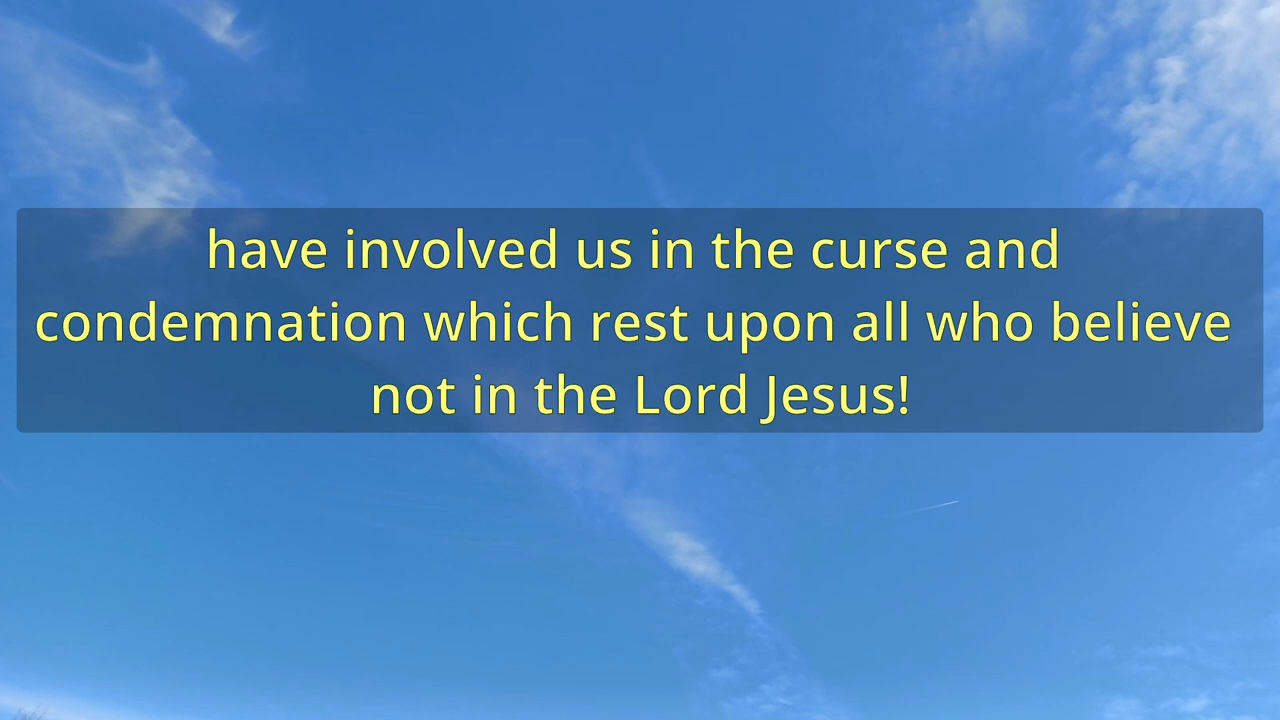 have involved us in the curse and
condemnation which rest upon all who believe
not in the Lord Jesus!